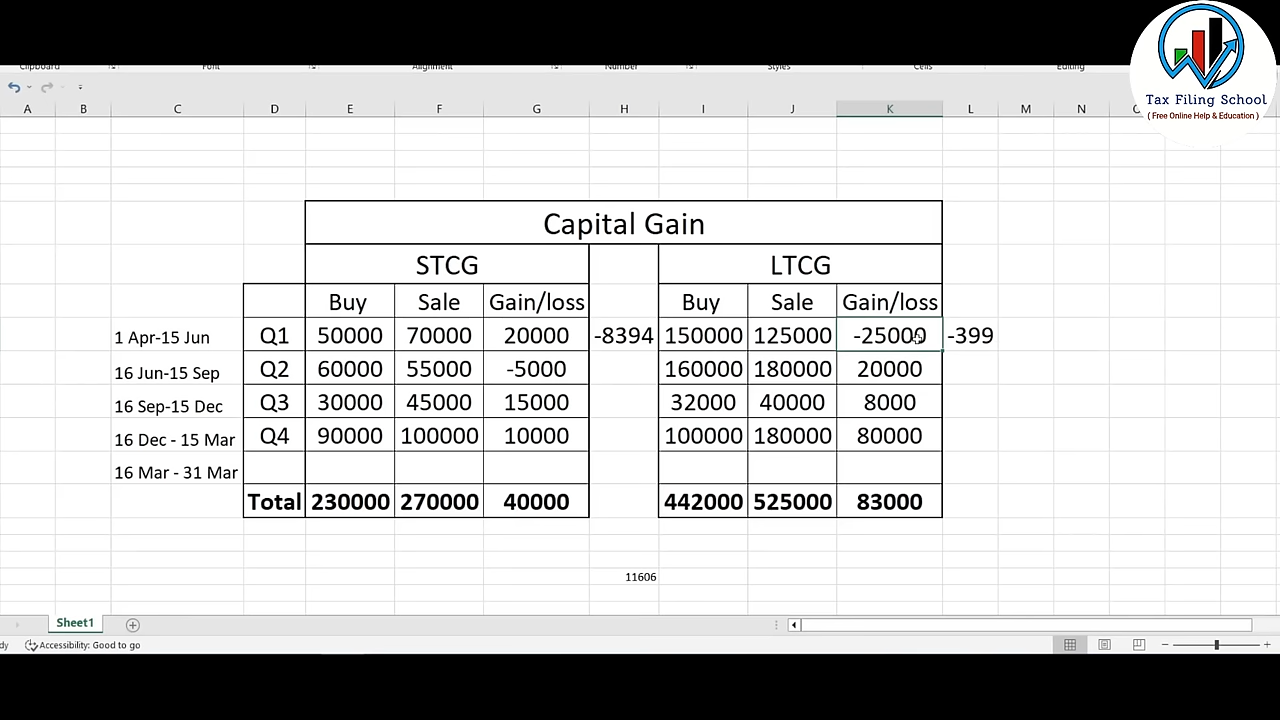 Clipboard Font Alignment Number Styles Cells Editing
Tax Filing School
( Free Online Help & Education )
A B C D E F G H I J K L M N
Capital Gain
STCG LTCG
Buy Sale Gain/loss Buy Sale Gain/loss
1 Apr-15 Jun Q1 50000 70000 20000 -8394 150000 125000 -25000 -399
16 Jun-15 Sep Q2 60000 55000 -5000 160000 180000 20000
16 Sep-15 Dec Q3 30000 45000 15000 32000 40000 8000
16 Dec - 15 Mar Q4 90000 100000 10000 100000 180000 80000
16 Mar - 31 Mar
Total 230000 270000 40000 442000 525000 83000
11606
Sheet1
Accessibility: Good to go